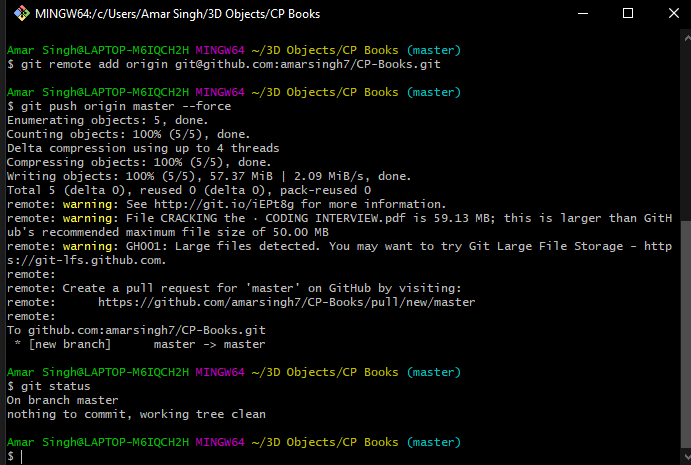 MINGW64:/c/Users/Amar Singh/3D Objects/CP Books
Amar Singh@LAPTOP-M6IQCH2H MINGW64 ~/3D Objects/CP Books (master)
$ git remote add origin git@github.com:amarsingh7/CP-Books.git
Amar Singh@LAPTOP-M6IQCH2H MINGW64 ~/3D Objects/CP Books (master)
$ git push origin master --force
Enumerating objects: 5, done.
Counting objects: 100% (5/5), done.
Delta compression using up to 4 threads
Compressing objects: 100% (5/5), done.
Writing objects: 100% (5/5), 57.37 MiB | 2.09 MiB/s, done.
Total 5 (delta 0), reused 0 (delta 0), pack-reused 0
remote: warning: See http://git.io/iEPt8g for more information.
remote: warning: File CRACKING the · CODING INTERVIEW.pdf is 59.13 MB; this is larger than GitH
ub's recommended maximum file size of 50.00 MB
remote: warning: GH001: Large files detected. You may want to try Git Large File Storage - http
s://git-lfs.github.com.
remote:
remote: Create a pull request for 'master' on GitHub by visiting:
remote:      https://github.com/amarsingh7/CP-Books/pull/new/master
remote:
To github.com:amarsingh7/CP-Books.git
 * [new branch]      master -> master
Amar Singh@LAPTOP-M6IQCH2H MINGW64 ~/3D Objects/CP Books (master)
$ git status
On branch master
nothing to commit, working tree clean
Amar Singh@LAPTOP-M6IQCH2H MINGW64 ~/3D Objects/CP Books (master)
$